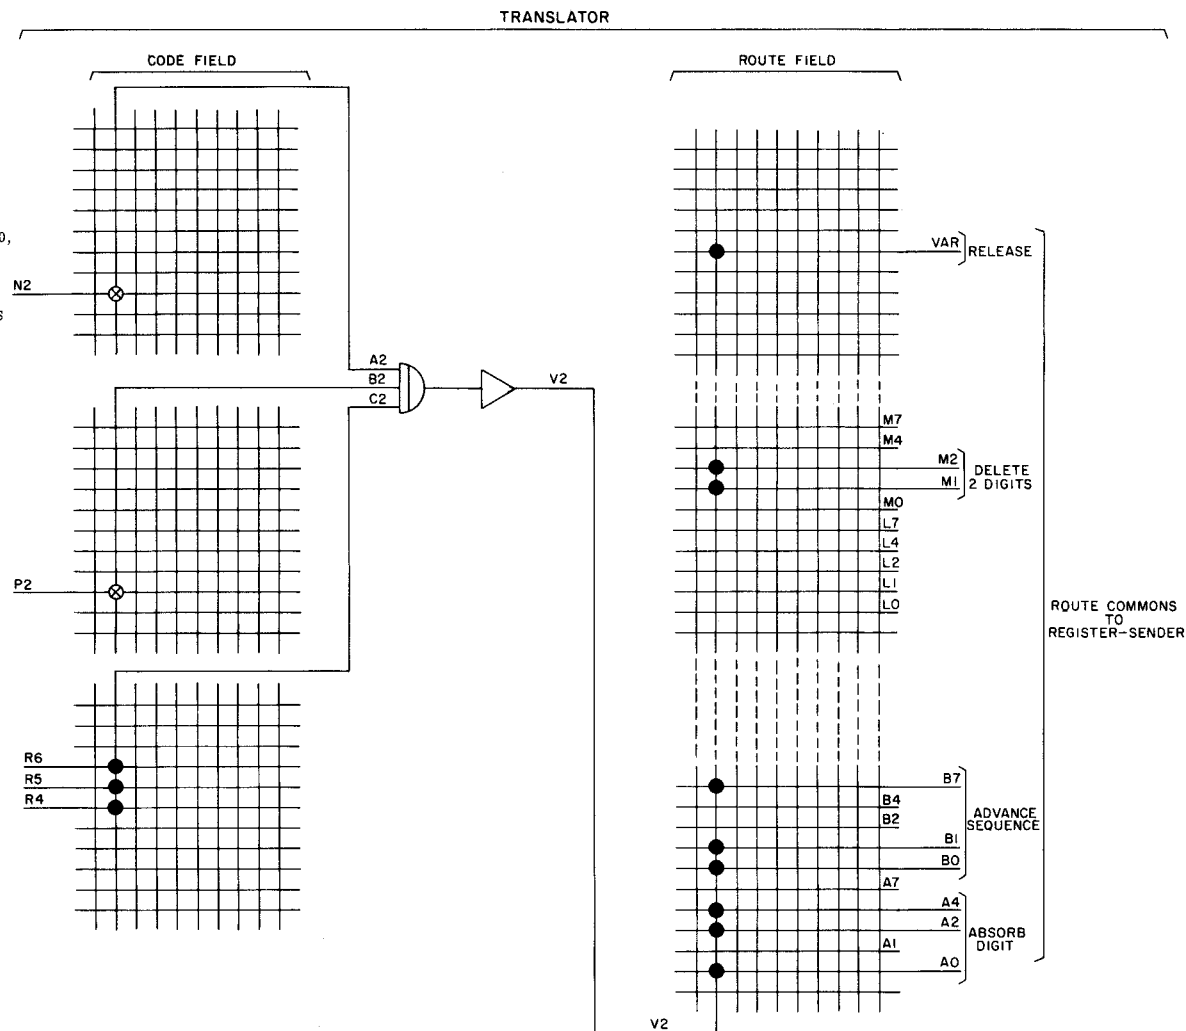 TRANSLATOR
CODE FIELD
ROUTE FIELD
0,
N2
S
A2
B2
C2
V2
P2
R6
R5
R4
VAR
RELEASE
M7
M4
M2
M1
DELETE
2 DIGITS
M0
L7
L4
L2
L1
L0
ROUTE COMMONS
TO
REGISTER-SENDER
B7
B4
B2
B1
B0
ADVANCE
SEQUENCE
A7
A4
A2
A1
A0
ABSORB
DIGIT
V2